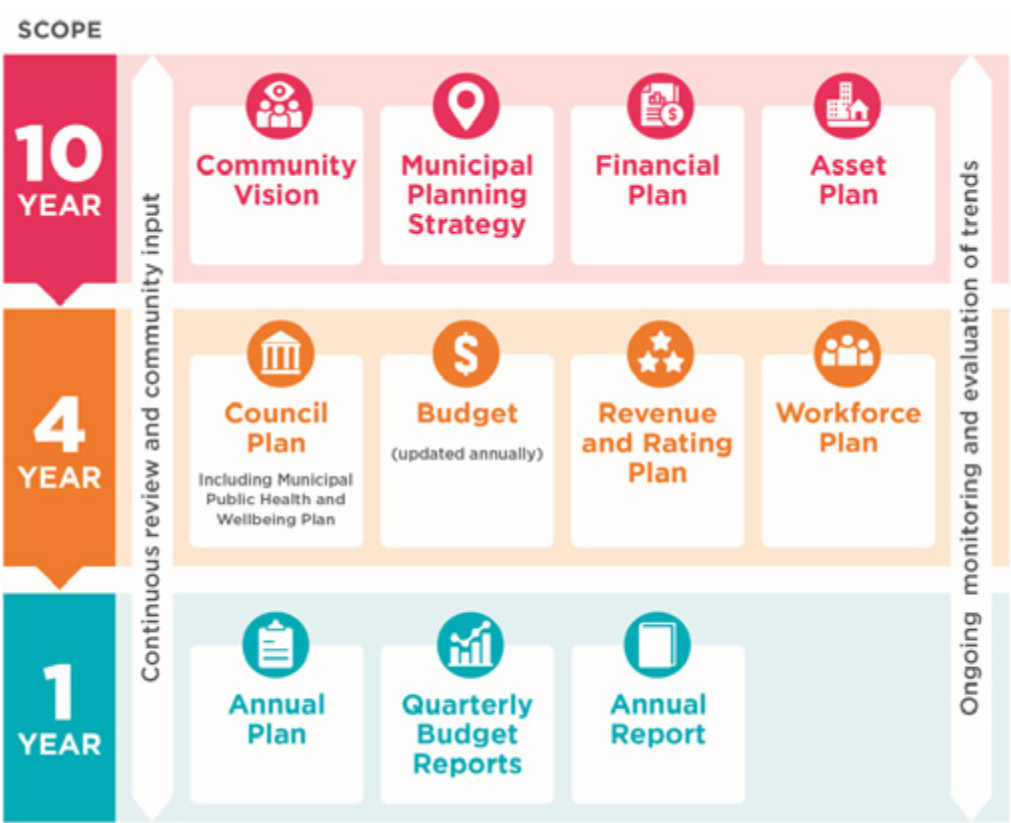 SCOPE
10
YEAR
Continuous review and community input
Community
Vision
Municipal
Planning
Strategy
Financial
Plan
Asset
Plan
Ongoing monitoring and evaluation of trends
4
YEAR
Council
Plan
Including Municipal
Public Health and
Wellbeing Plan
$
Budget
(updated annually)
Revenue
and Rating
Plan
Workforce
Plan
1
YEAR
Annual
Plan
Quarterly
Budget
Reports
Annual
Report